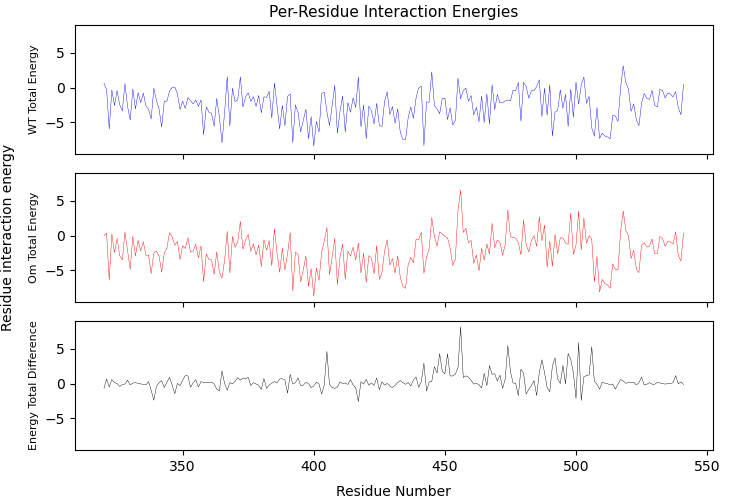 Per-Residue Interaction Energies
Residue interaction energy
WT Total Energy
5
0
−5
Om Total Energy
5
0
−5
Energy Total Difference
5
0
−5
350
400
450
500
550
Residue Number